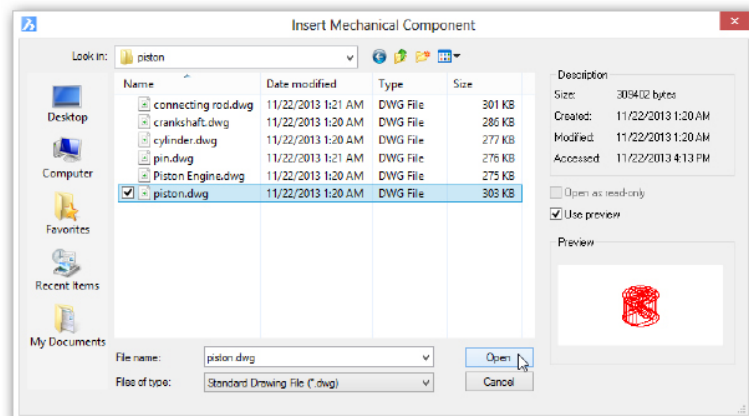 Insert Mechanical Component
Look in: piston
Name Date modified Type Size
connecting rod.dwg 11/22/2013 1:21 AM DWG File 301 KB
crankshaft.dwg 11/22/2013 1:20 AM DWG File 286 KB
cylinder.dwg 11/22/2013 1:20 AM DWG File 277 KB
pin.dwg 11/22/2013 1:21 AM DWG File 276 KB
Piston Engine.dwg 11/22/2013 1:20 AM DWG File 275 KB
piston.dwg 11/22/2013 1:20 AM DWG File 303 KB
Desktop
Computer
Favorites
Recent Items
My Documents
File name: piston.dwg Open
Files of type: Standard Drawing File (*.dwg) Cancel
Description
Size: 309402 bytes
Created: 11/22/2013 1:20 AM
Modified: 11/22/2013 1:20 AM
Accessed: 11/22/2013 4:13 PM
Open as read-only
Use preview
Preview